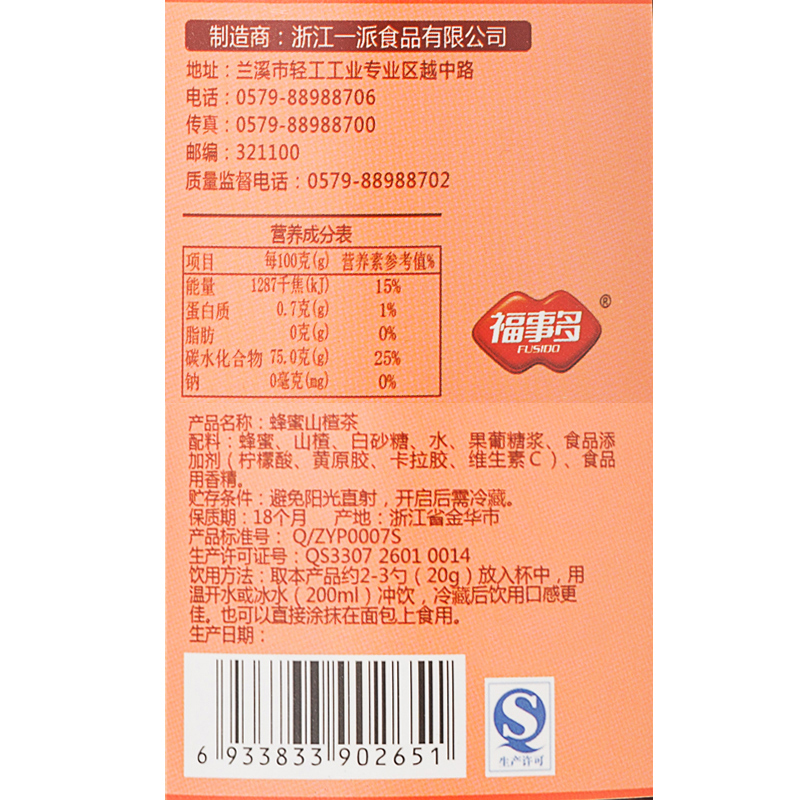 制造商：浙江一派食品有限公司
地址：兰溪市轻工工业专业区越中路
电话：0579-88988706
传真：0579-88988700
邮编：321100
质量监督电话：0579-88988702
营养成分表
项目 每100克(g) 营养素参考值%
能量 1287千焦(kJ) 15%
蛋白质 0.7克(g) 1%
脂肪 0克(g) 0%
碳水化合物 75.0克(g) 25%
钠 0毫克(mg) 0%
福事多®
FUSIDO
产品名称：蜂蜜山楂茶
配料：蜂蜜、山楂、白砂糖、水、果葡糖浆、食品添
加剂（柠檬酸、黄原胶、卡拉胶、维生素C）、食品
用香精。
贮存条件：避免阳光直射，开启后需冷藏。
保质期：18个月 产地：浙江省金华市
产品标准号：Q/ZYP0007S
生产许可证号：QS3307 2601 0014
饮用方法：取本产品约2-3勺（20g）放入杯中，用
温开水或冰水（200ml）冲饮，冷藏后饮用口感更
佳。也可以直接涂抹在面包上食用。
生产日期：
6 933833 902651
生产许可